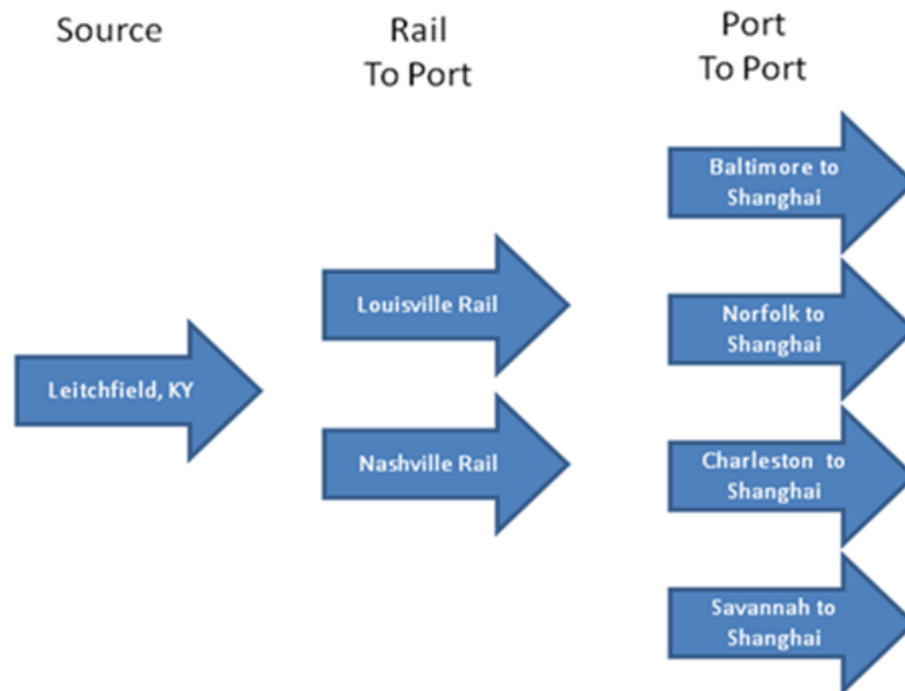 Source
Rail
To Port
Port
To Port
Leitchfield, KY
Louisville Rail
Nashville Rail
Baltimore to
Shanghai
Norfolk to
Shanghai
Charleston to
Shanghai
Savannah to
Shanghai